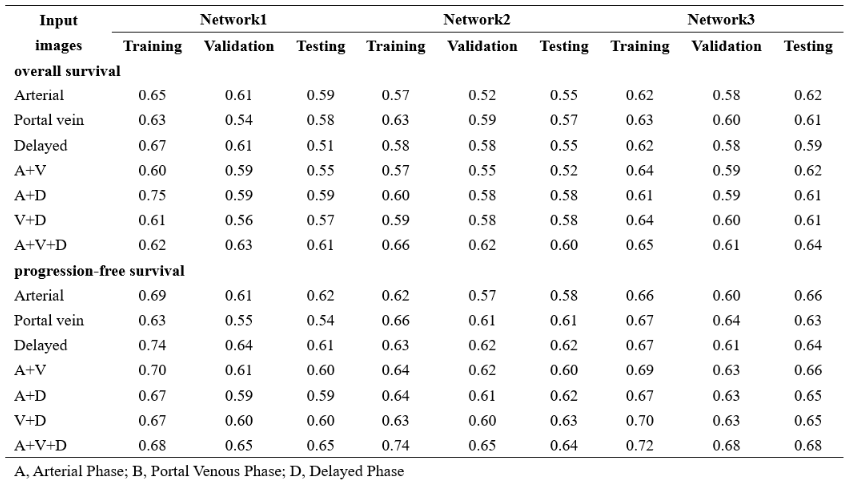 Input images Network1 Network2 Network3
Training Validation Testing Training Validation Testing Training Validation Testing
overall survival
Arterial 0.65 0.61 0.59 0.57 0.52 0.55 0.62 0.58 0.62
Portal vein 0.63 0.54 0.58 0.63 0.59 0.57 0.63 0.60 0.61
Delayed 0.67 0.61 0.51 0.58 0.58 0.55 0.62 0.58 0.59
A+V 0.60 0.59 0.55 0.57 0.55 0.52 0.64 0.59 0.62
A+D 0.75 0.59 0.59 0.60 0.58 0.58 0.61 0.59 0.61
V+D 0.61 0.56 0.57 0.59 0.58 0.58 0.64 0.60 0.61
A+V+D 0.62 0.63 0.61 0.66 0.62 0.60 0.65 0.61 0.64
progression-free survival
Arterial 0.69 0.61 0.62 0.62 0.57 0.58 0.66 0.60 0.66
Portal vein 0.63 0.55 0.54 0.66 0.61 0.61 0.67 0.64 0.63
Delayed 0.74 0.64 0.61 0.63 0.62 0.62 0.67 0.61 0.64
A+V 0.70 0.61 0.60 0.64 0.62 0.60 0.69 0.63 0.66
A+D 0.67 0.59 0.59 0.64 0.61 0.62 0.67 0.63 0.65
V+D 0.67 0.60 0.60 0.63 0.60 0.63 0.70 0.63 0.65
A+V+D 0.68 0.65 0.65 0.74 0.65 0.64 0.72 0.68 0.68
A, Arterial Phase; B, Portal Venous Phase; D, Delayed Phase